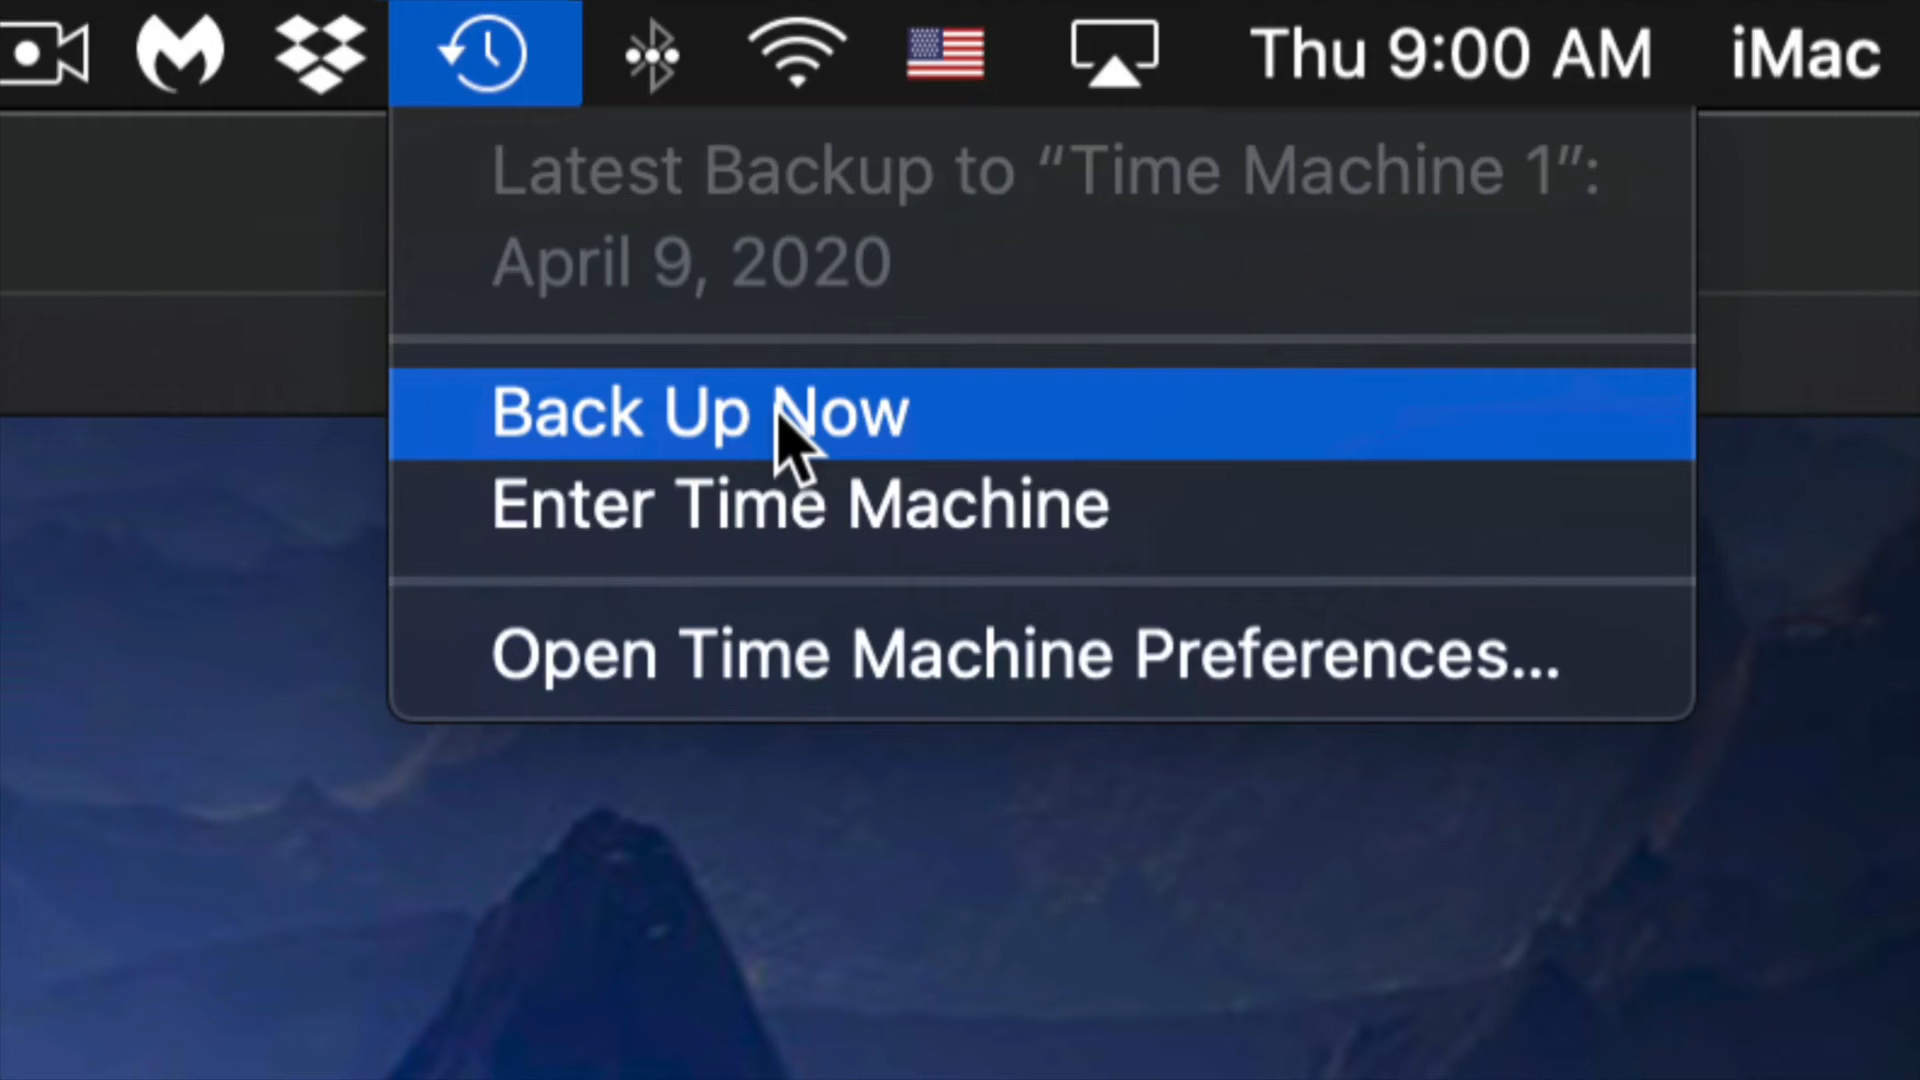 Thu 9:00 AM iMac
Latest Backup to “Time Machine 1”:
April 9, 2020
Back Up Now
Enter Time Machine
Open Time Machine Preferences...